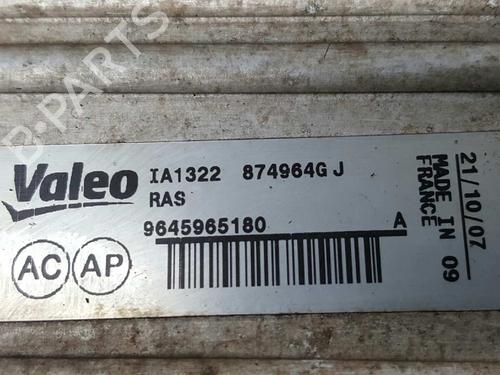 B-PARTS
Valeo
IA1322 874964G J
RAS
9645965180 A
AC AP
21/10/07
MADE IN
FRANCE 09